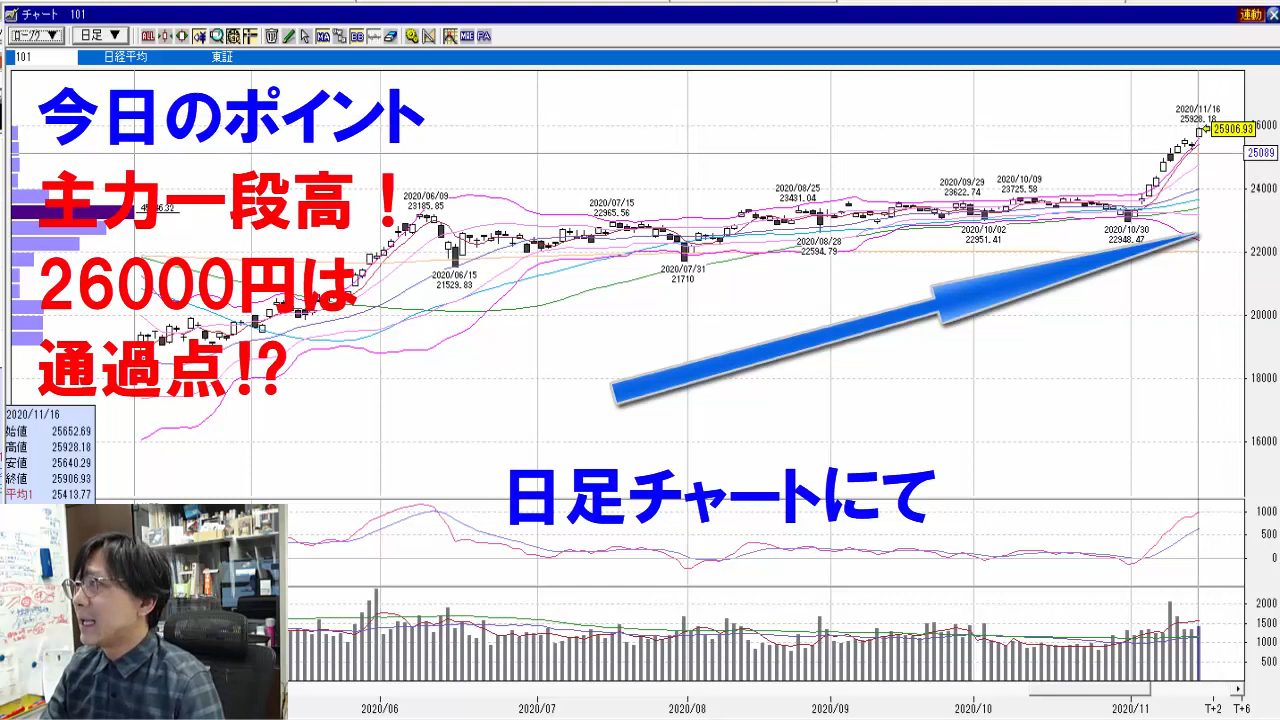 チャート 101
連動
ローソク▼ 日足 ▼
MA BB
101 日経平均 東証
今日のポイント
主力一段高！
26000円は
通過点!?
日足チャートにて
2020/11/16
25928.18
26000
25906.93
25089
24000
22000
20000
18000
16000
2020/06/09
23185.85
2020/07/15
22965.56
2020/08/25
23431.04
2020/09/29
23622.74
2020/10/09
23725.58
2020/06/15
21529.83
2020/07/31
21710
2020/08/28
22594.79
2020/10/02
22951.41
2020/10/30
22948.47
2020/11/16
始値 25652.69
高値 25928.18
安値 25640.29
終値 25906.93
平均1 25413.77
1000
500
0
2000
1500
1000
500
2020/06 2020/07 2020/08 2020/09 2020/10 2020/11 T+2 T+6